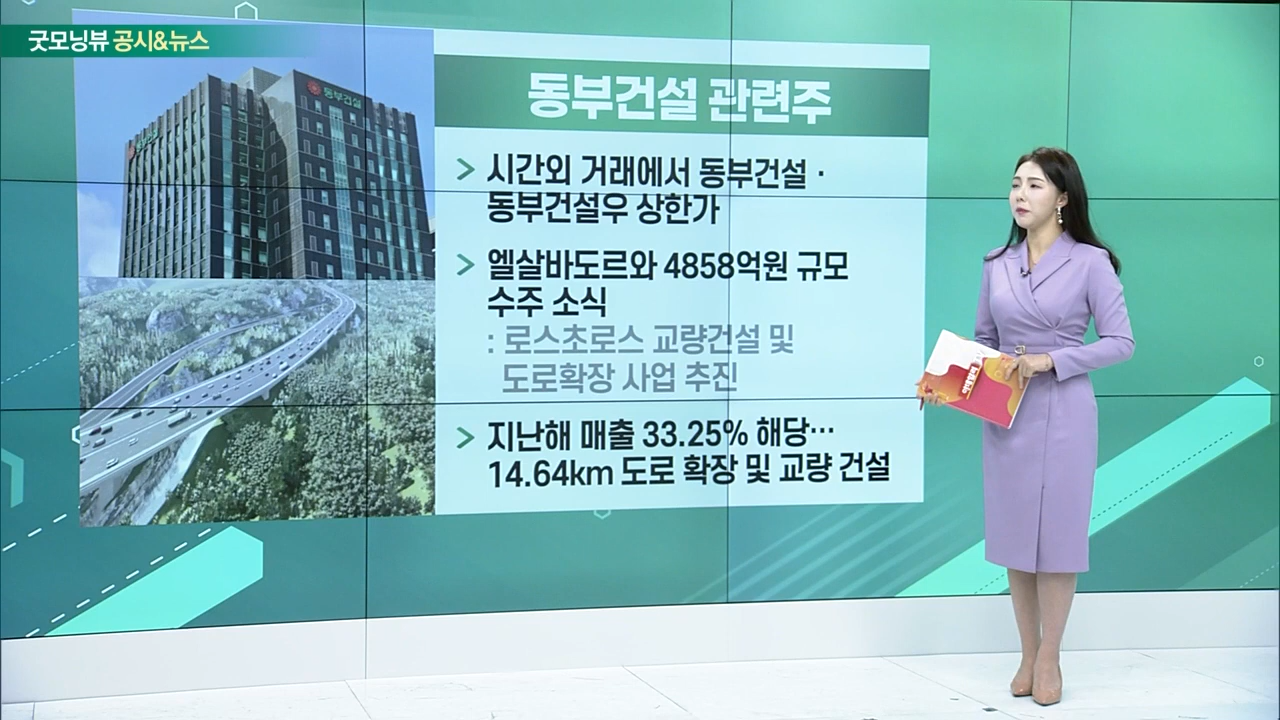 굿모닝뷰 공시&뉴스
동부건설
동부건설 관련주
> 시간외 거래에서 동부건설 ·
동부건설우 상한가
> 엘살바도르와 4858억원 규모
수주 소식
: 로스초로스 교량건설 및
도로확장 사업 추진
> 지난해 매출 33.25% 해당…
14.64km 도로 확장 및 교량 건설